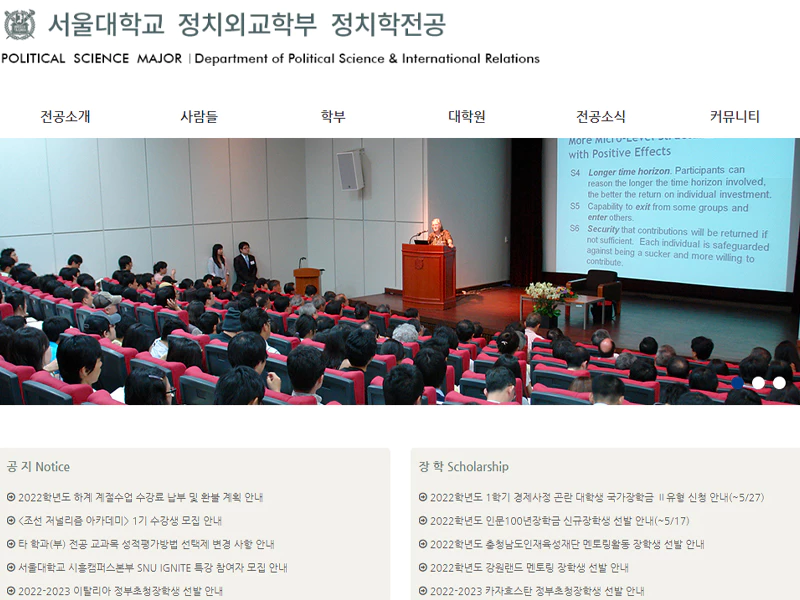 서울대학교 정치외교학부 정치학전공
POLITICAL SCIENCE MAJOR | Department of Political Science & International Relations
전공소개 사람들 학부 대학원 전공소식 커뮤니티
with Positive Effects
S4 Longer time horizon. Participants can
reason the longer the time horizon involved,
the better the return on individual investment.
S5 Capability to exit from some groups and
enter others.
S6 Security that contributions will be returned if
not sufficient. Each individual is safeguarded
against being a sucker and more willing to
contribute.
공 지 Notice
2022학년도 하계 계절수업 수강료 납부 및 환불 계획 안내
<조선 저널리즘 아카데미> 1기 수강생 모집 안내
타 학과(부) 전공 교과목 성적평가방법 선택제 변경 사항 안내
서울대학교 시흥캠퍼스본부 SNU IGNITE 특강 참여자 모집 안내
2022-2023 이탈리아 정부초청장학생 선발 안내
장 학 Scholarship
2022학년도 1학기 경제사정 곤란 대학생 국가장학금 Ⅱ유형 신청 안내(~5/27)
2022학년도 인문100년장학금 신규장학생 선발 안내(~5/17)
2022학년도 충청남도인재육성재단 멘토링활동 장학생 선발 안내
2022학년도 강원랜드 멘토링 장학생 선발 안내
2022-2023 카자흐스탄 정부초청장학생 선발 안내